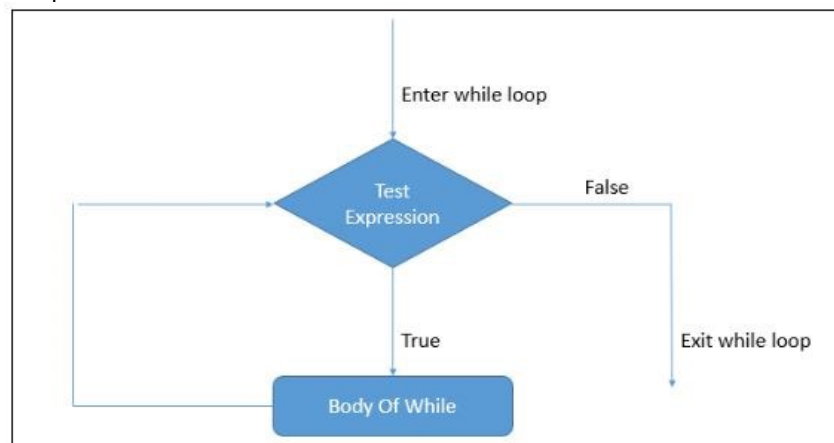 Enter while loop
Test
Expression
False
True
Exit while loop
Body Of While